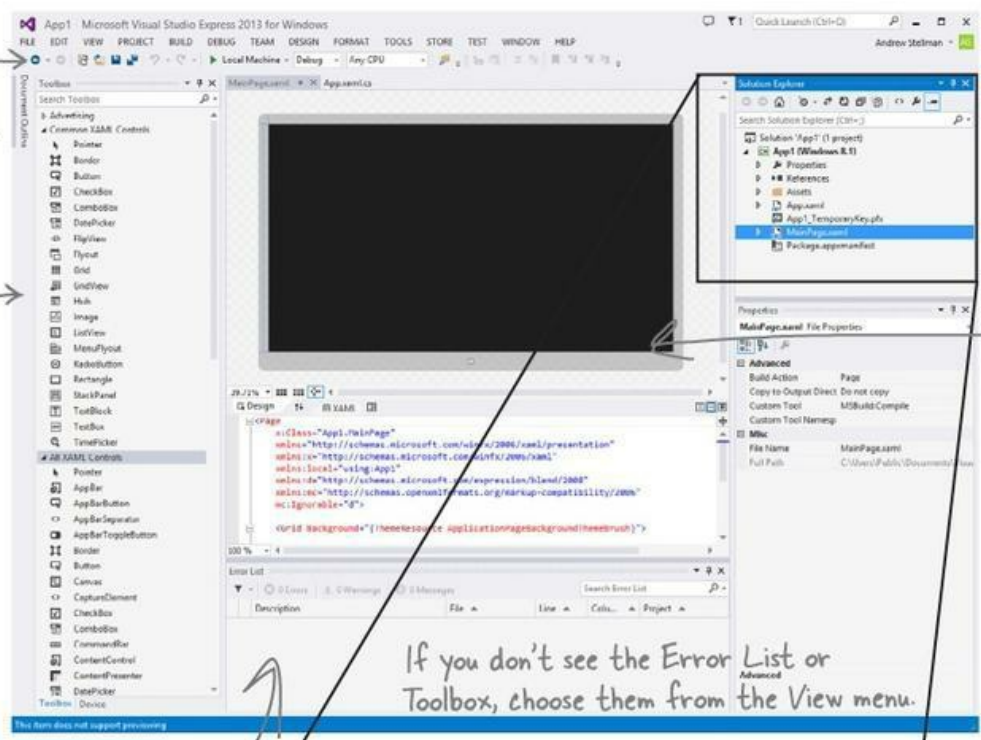 App1 - Microsoft Visual Studio Express 2013 for Windows
1 Quick Launch (Ctrl+Q)
FILE EDIT VIEW PROJECT BUILD DEBUG TEAM DESIGN FORMAT TOOLS STORE TEST WINDOW HELP
Andrew Stellman
Local Machine Debug Any CPU
Document Outline
Toolbox
Search Toolbox
Advertising
Common XAML Controls
Pointer
Border
Button
CheckBox
ComboBox
DatePicker
FlipView
Flyout
Grid
GridView
Hub
Image
ListView
MenuFlyout
RadioButton
Rectangle
StackPanel
TextBlock
TextBox
TimePicker
All XAML Controls
Pointer
AppBar
AppBarButton
AppBarSeparator
AppBarToggleButton
Border
Button
Canvas
CaptureElement
CheckBox
ComboBox
CommandBar
ContentControl
ContentPresenter
DatePicker
Toolbox Device
MainPage.xaml App.xaml.cs
Design XAML
<Page
x:Class="App1.MainPage"
xmlns="http://schemas.microsoft.com/winfx/2006/xaml/presentation"
xmlns:x="http://schemas.microsoft.com/winfx/2006/xaml"
xmlns:local="using:App1"
xmlns:d="http://schemas.microsoft.com/expression/blend/2008"
xmlns:mc="http://schemas.openxmlformats.org/markup-compatibility/2006"
mc:Ignorable="d">
<Grid Background="{ThemeResource ApplicationPageBackgroundThemeBrush}">
100 %
Error List
0 Errors 0 Warnings 0 Messages Search Error List
Description File Line Colu... Project
If you don't see the Error List or
Toolbox, choose them from the View menu.
Solution Explorer
Search Solution Explorer (Ctrl+;)
Solution 'App1' (1 project)
App1 (Windows 8.1)
Properties
References
Assets
App.xaml
App1_TemporaryKey.pfx
MainPage.xaml
Package.appxmanifest
Properties
MainPage.xaml File Properties
Advanced
Build Action Page
Copy to Output Direct Do not copy
Custom Tool MSBuild:Compile
Custom Tool Namesp
Misc
File Name MainPage.xaml
Full Path C:\Users\Public\Documents\
Advanced
This item does not support previewing